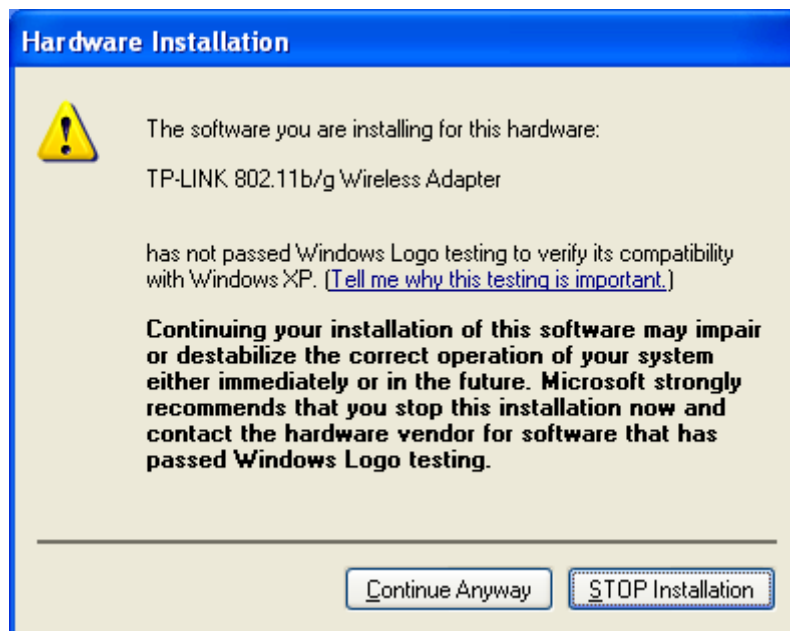 Hardware Installation
The software you are installing for this hardware:
TP-LINK 802.11b/g Wireless Adapter
has not passed Windows Logo testing to verify its compatibility
with Windows XP. (Tell me why this testing is important.)
Continuing your installation of this software may impair
or destabilize the correct operation of your system
either immediately or in the future. Microsoft strongly
recommends that you stop this installation now and
contact the hardware vendor for software that has
passed Windows Logo testing.
Continue Anyway
STOP Installation